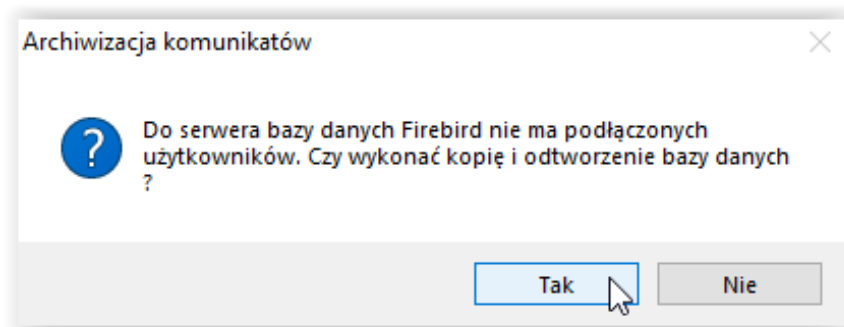 Archiwizacja komunikatów
Do serwera bazy danych Firebird nie ma podłączonych
użytkowników. Czy wykonać kopię i odtworzenie bazy danych
?
Tak
Nie